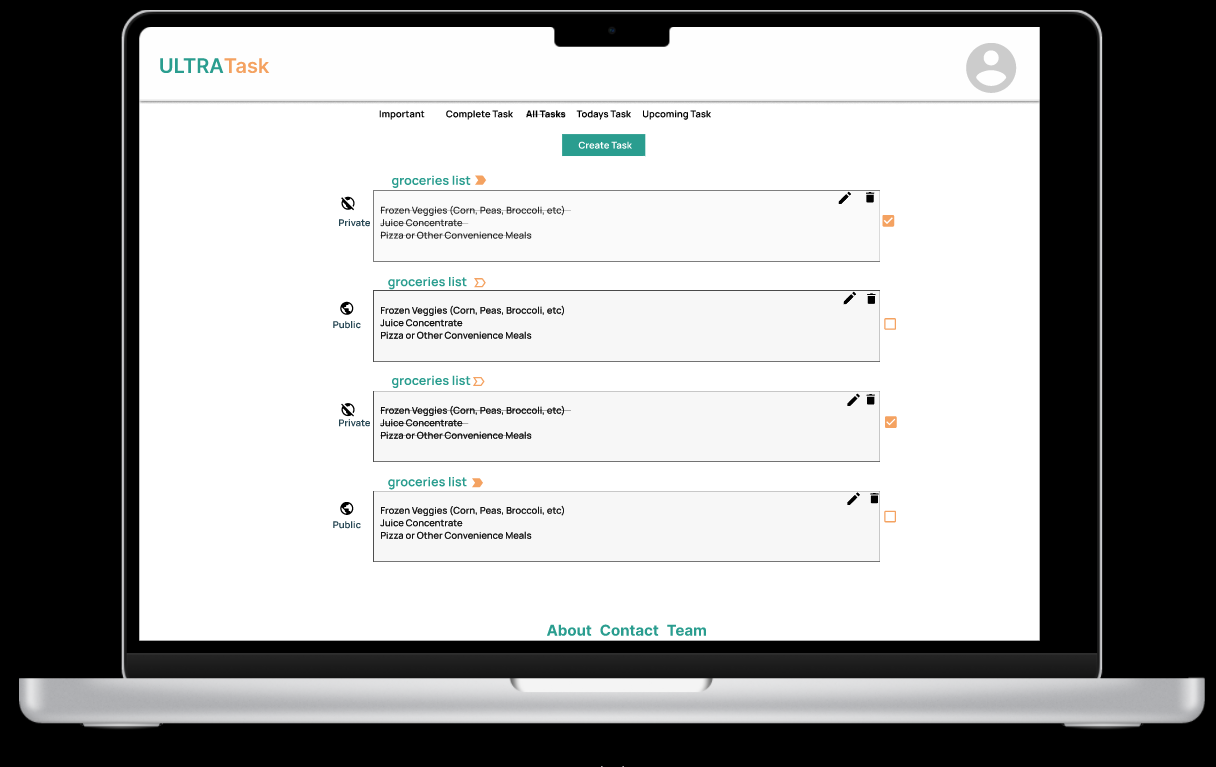 ULTRATask
Important Complete Task All Tasks Todays Task Upcoming Task
Create Task
groceries list
Private
Frozen Veggies (Corn, Peas, Broccoli, etc)
Juice Concentrate
Pizza or Other Convenience Meals
groceries list
Public
Frozen Veggies (Corn, Peas, Broccoli, etc)
Juice Concentrate
Pizza or Other Convenience Meals
groceries list
Private
Frozen Veggies (Corn, Peas, Broccoli, etc)
Juice Concentrate
Pizza or Other Convenience Meals
groceries list
Public
Frozen Veggies (Corn, Peas, Broccoli, etc)
Juice Concentrate
Pizza or Other Convenience Meals
About Contact Team